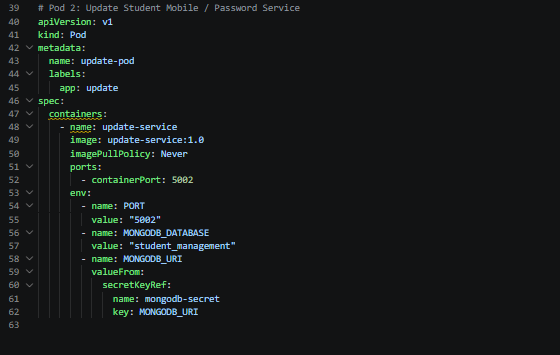 39 # Pod 2: Update Student Mobile / Password Service
40 apiVersion: v1
41 kind: Pod
42 metadata:
43   name: update-pod
44   labels:
45     app: update
46 spec:
47   containers:
48     - name: update-service
49       image: update-service:1.0
50       imagePullPolicy: Never
51       ports:
52         - containerPort: 5002
53       env:
54         - name: PORT
55           value: "5002"
56         - name: MONGODB_DATABASE
57           value: "student_management"
58         - name: MONGODB_URI
59           valueFrom:
60             secretKeyRef:
61               name: mongodb-secret
62               key: MONGODB_URI
63